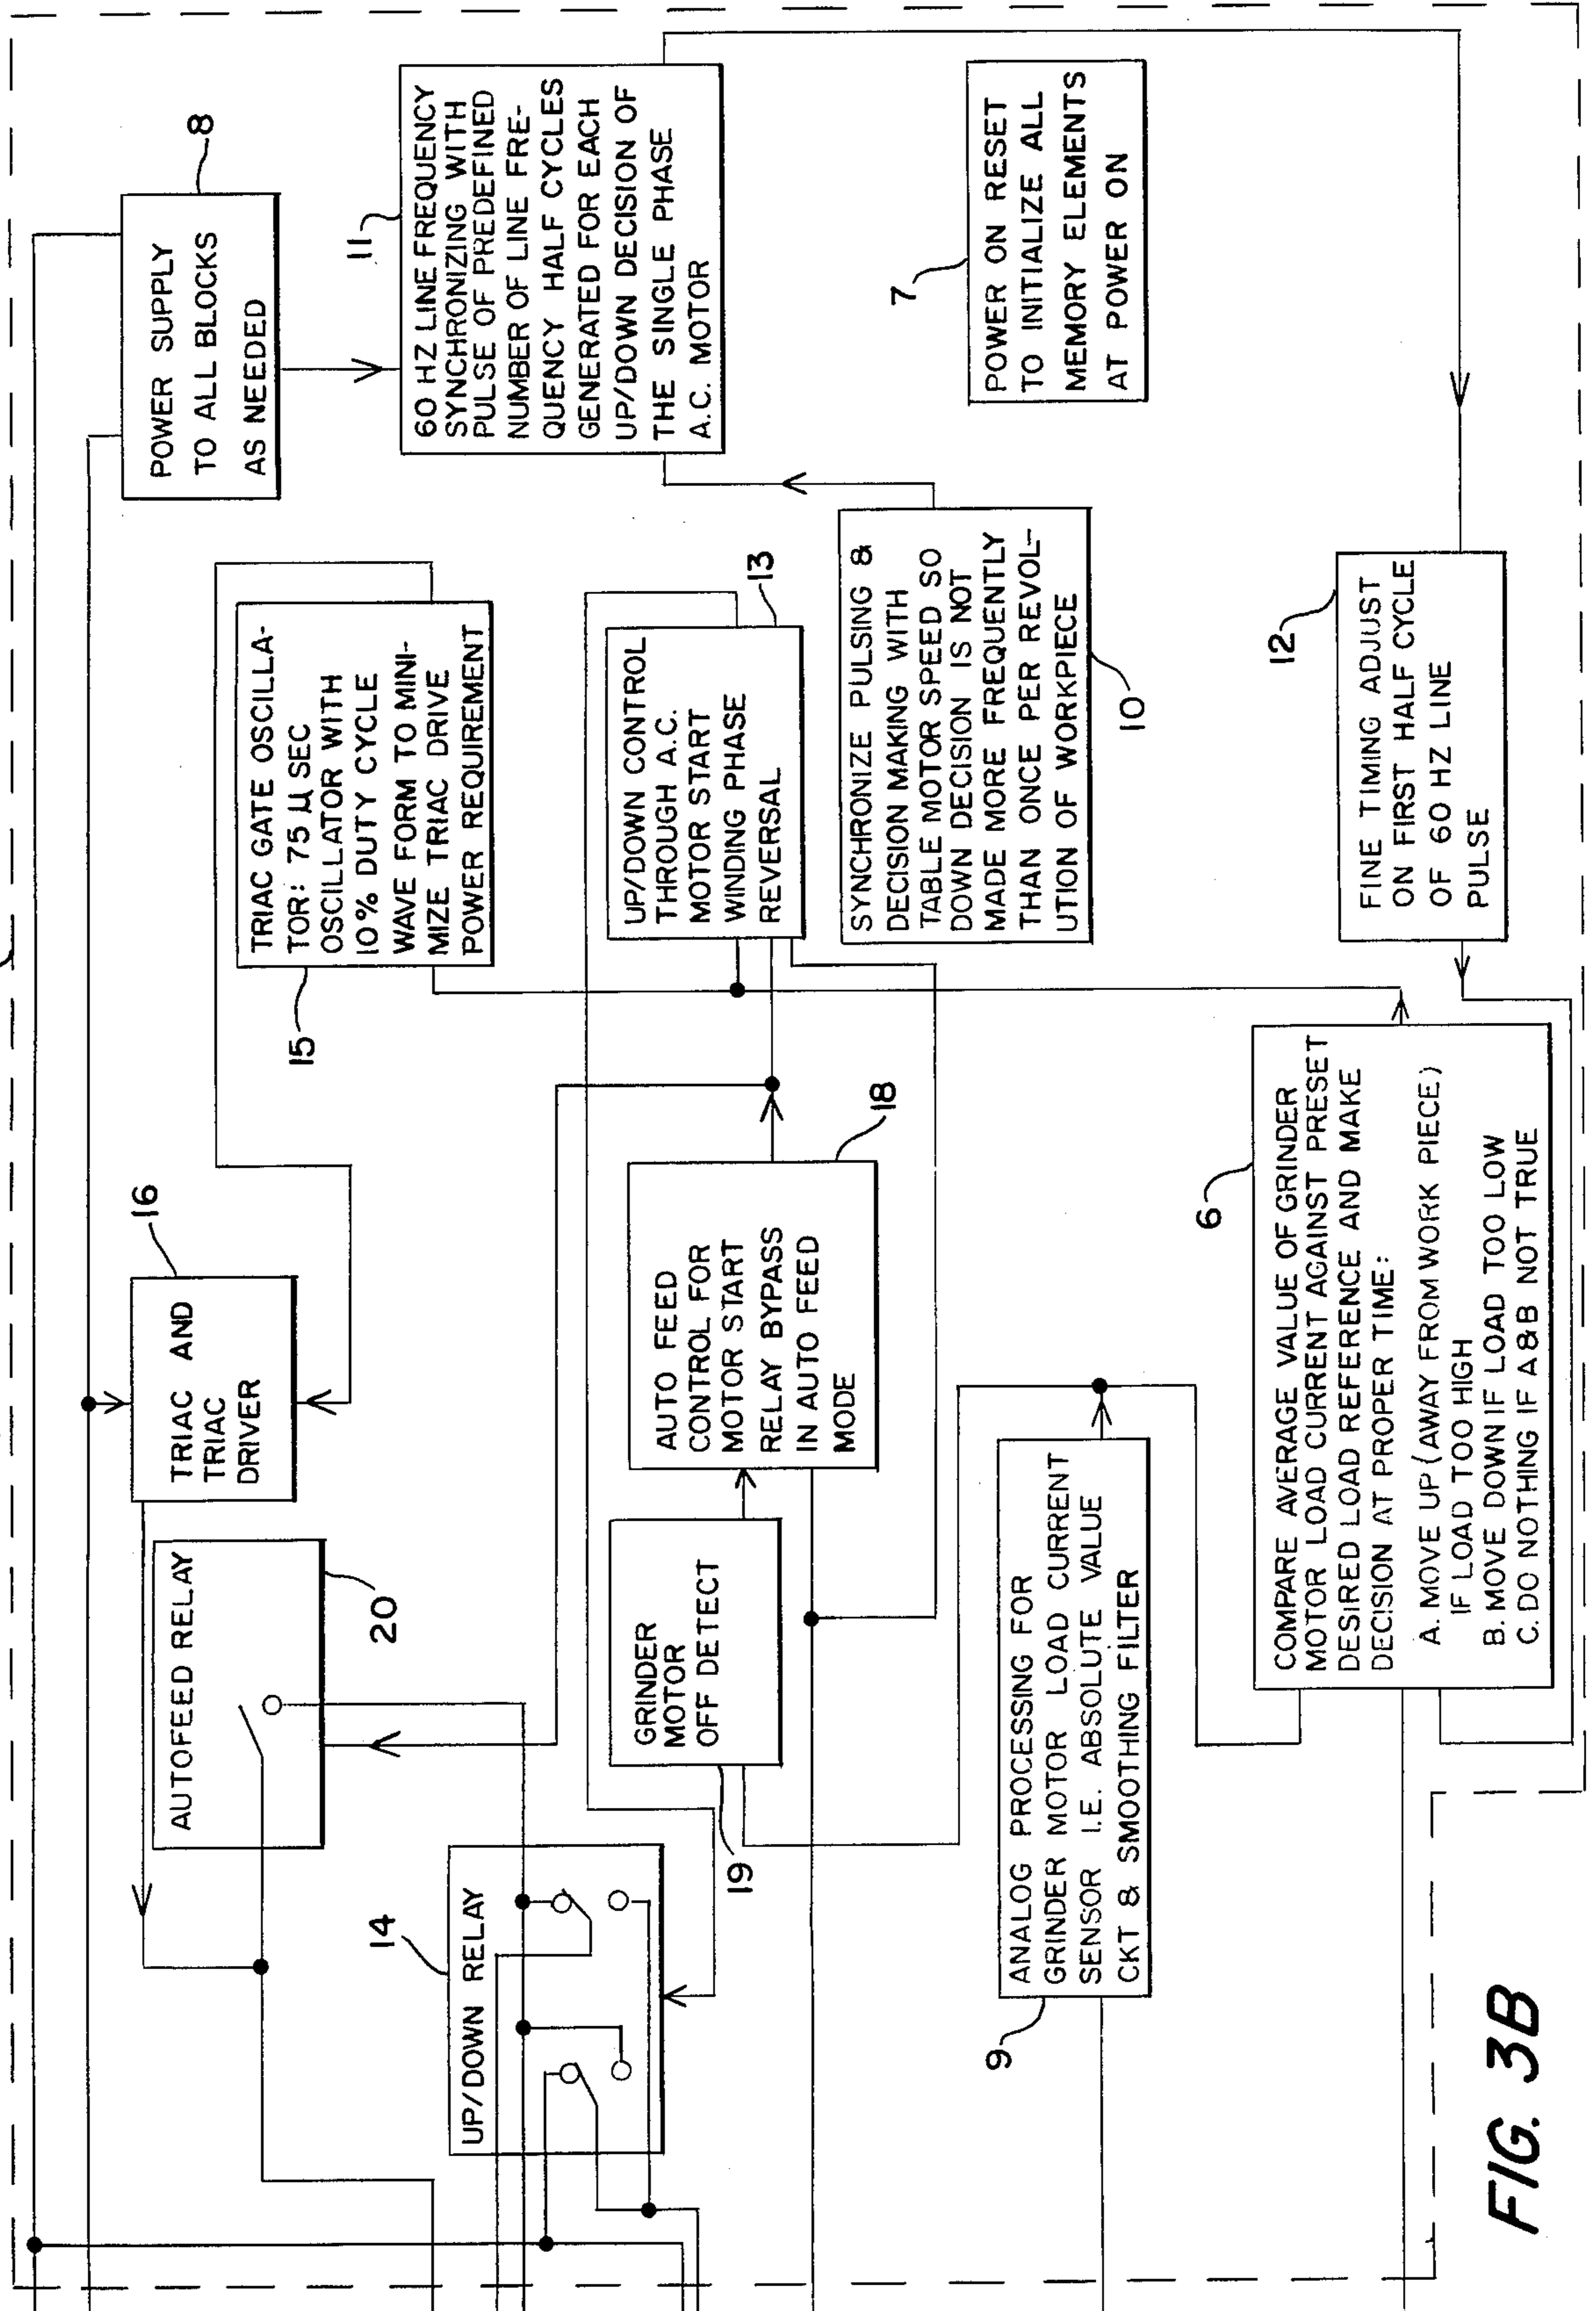 AUTOFEED RELAY
20
TRIAC AND
TRIAC
DRIVER
16
POWER SUPPLY
TO ALL BLOCKS
AS NEEDED
8
TRIAC GATE OSCILLA-
TOR: 75 µ SEC
OSCILLATOR WITH
10% DUTY CYCLE
WAVE FORM TO MINI-
MIZE TRIAC DRIVE
POWER REQUIREMENT
15
11
60 HZ LINE FREQUENCY
SYNCHRONIZING WITH
PULSE OF PREDEFINED
NUMBER OF LINE FRE-
QUENCY HALF CYCLES
GENERATED FOR EACH
UP/DOWN DECISION OF
THE SINGLE PHASE
A.C. MOTOR
14
UP/DOWN RELAY
GRINDER
MOTOR
OFF DETECT
19
AUTO FEED
CONTROL FOR
MOTOR START
RELAY BYPASS
IN AUTO FEED
MODE
18
UP/DOWN CONTROL
THROUGH A.C.
MOTOR START
WINDING PHASE
REVERSAL
13
SYNCHRONIZE PULSING &
DECISION MAKING WITH
TABLE MOTOR SPEED SO
DOWN DECISION IS NOT
MADE MORE FREQUENTLY
THAN ONCE PER REVOL-
UTION OF WORKPIECE
10
7
POWER ON RESET
TO INITIALIZE ALL
MEMORY ELEMENTS
AT POWER ON
9
ANALOG PROCESSING FOR
GRINDER MOTOR LOAD CURRENT
SENSOR I.E. ABSOLUTE VALUE
CKT & SMOOTHING FILTER
6
COMPARE AVERAGE VALUE OF GRINDER
MOTOR LOAD CURRENT AGAINST PRESET
DESIRED LOAD REFERENCE AND MAKE
DECISION AT PROPER TIME:
A. MOVE UP (AWAY FROM WORK PIECE)
IF LOAD TOO HIGH
B. MOVE DOWN IF LOAD TOO LOW
C. DO NOTHING IF A&B NOT TRUE
12
FINE TIMING ADJUST
ON FIRST HALF CYCLE
OF 60 HZ LINE
PULSE
FIG. 3B